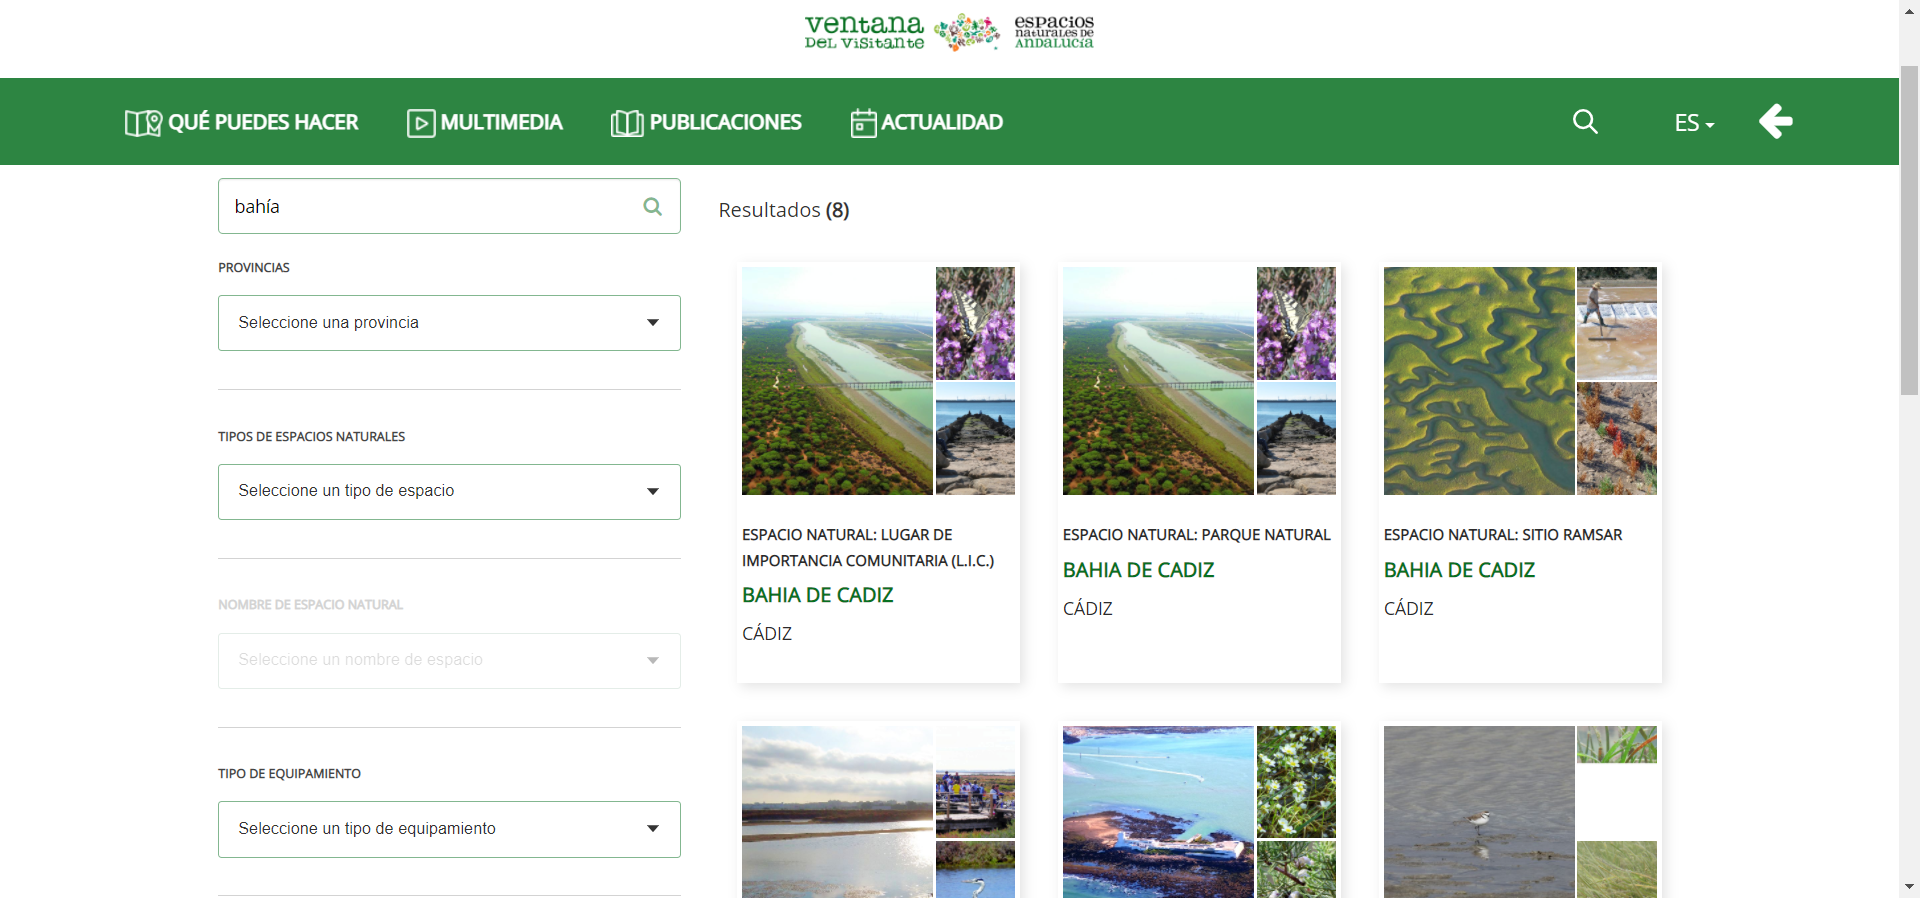 ventana
DEL VISITANTE
espacios
naturales de
ANDALUCÍA
QUÉ PUEDES HACER
MULTIMEDIA
PUBLICACIONES
ACTUALIDAD
ES
bahía
Resultados (8)
PROVINCIAS
Seleccione una provincia
TIPOS DE ESPACIOS NATURALES
Seleccione un tipo de espacio
NOMBRE DE ESPACIO NATURAL
Seleccione un nombre de espacio
TIPO DE EQUIPAMIENTO
Seleccione un tipo de equipamiento
ESPACIO NATURAL: LUGAR DE
IMPORTANCIA COMUNITARIA (L.I.C.)
BAHIA DE CADIZ
CÁDIZ
ESPACIO NATURAL: PARQUE NATURAL
BAHIA DE CADIZ
CÁDIZ
ESPACIO NATURAL: SITIO RAMSAR
BAHIA DE CADIZ
CÁDIZ